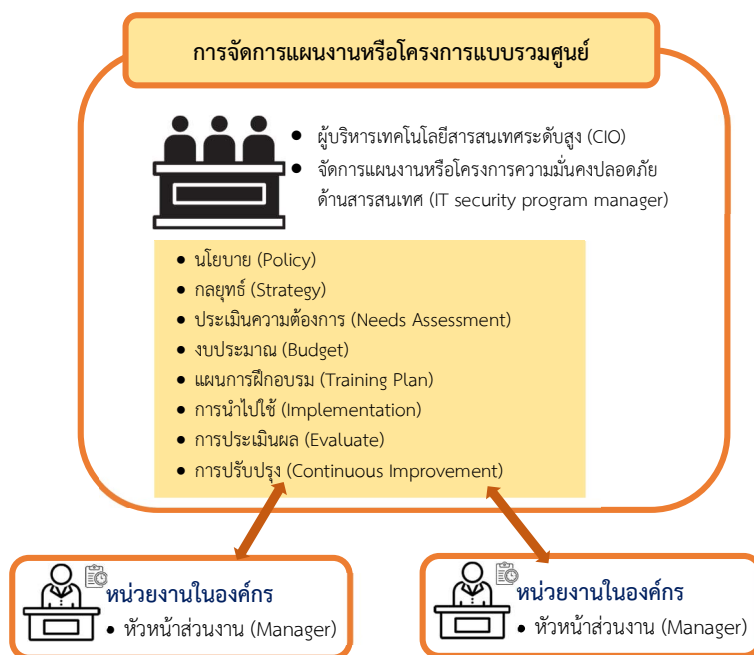 การจัดการแผนงานหรือโครงการแบบรวมศูนย์
• ผู้บริหารเทคโนโลยีสารสนเทศระดับสูง (CIO)
• จัดการแผนงานหรือโครงการความมั่นคงปลอดภัย
ด้านสารสนเทศ (IT security program manager)
• นโยบาย (Policy)
• กลยุทธ์ (Strategy)
• ประเมินความต้องการ (Needs Assessment)
• งบประมาณ (Budget)
• แผนการฝึกอบรม (Training Plan)
• การนำไปใช้ (Implementation)
• การประเมินผล (Evaluate)
• การปรับปรุง (Continuous Improvement)
หน่วยงานในองค์กร
• หัวหน้าส่วนงาน (Manager)
หน่วยงานในองค์กร
• หัวหน้าส่วนงาน (Manager)